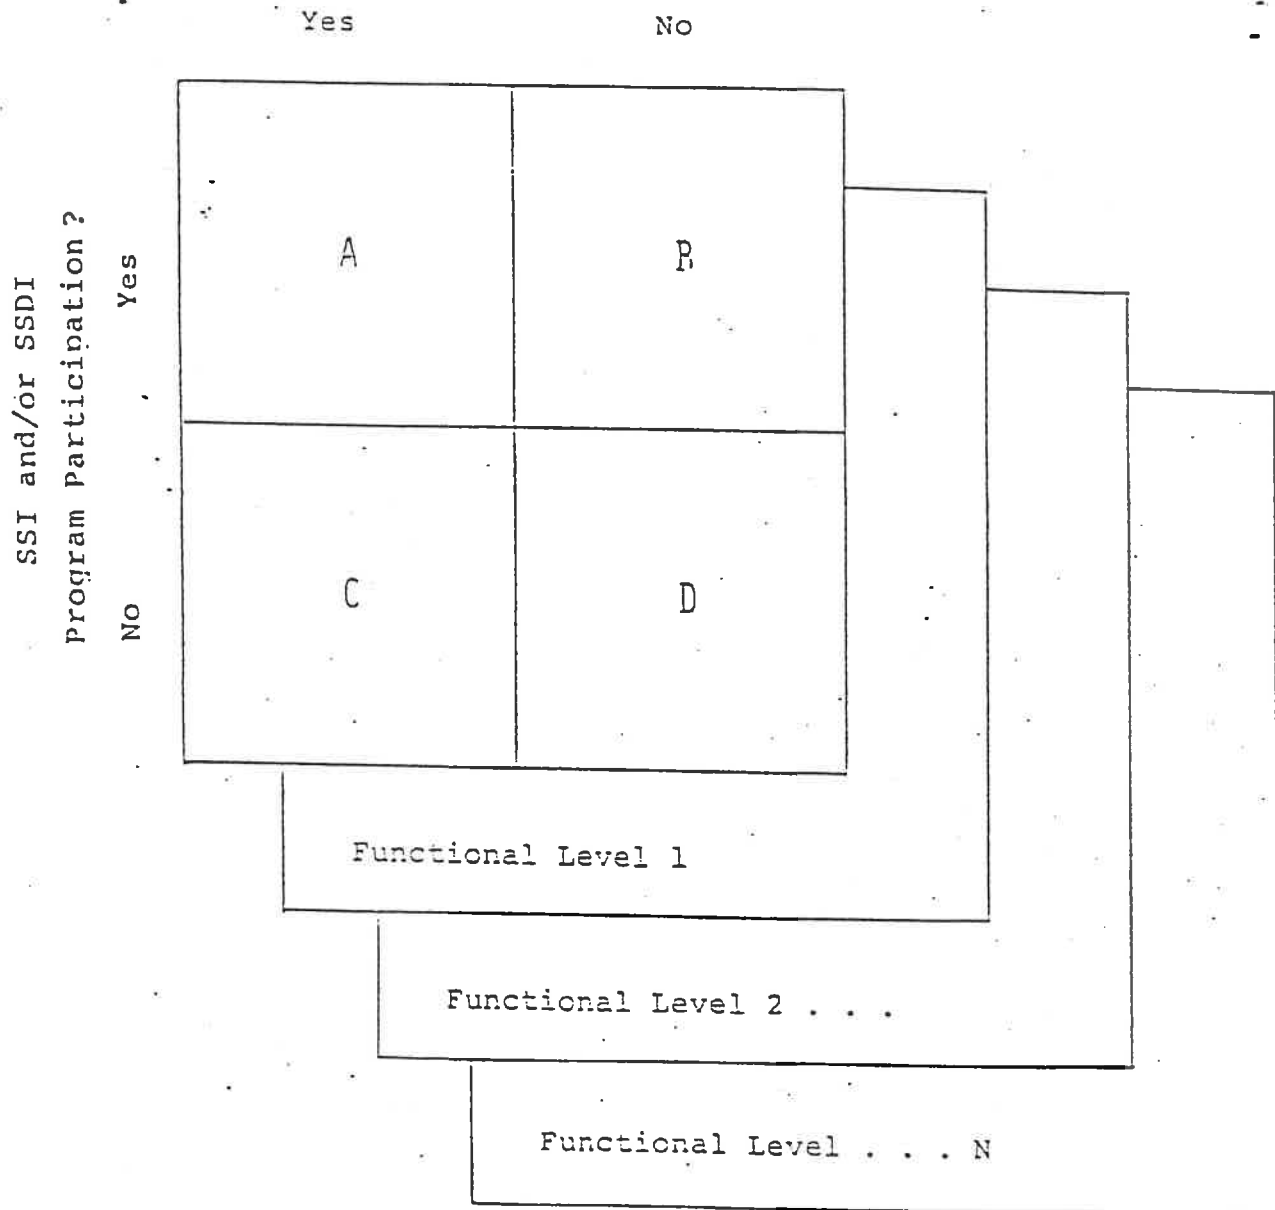 Yes No
SSI and/or SSDI
Program Participation?
Yes
No
A
B
C
D
Functional Level 1
Functional Level 2 . . .
Functional Level . . . N